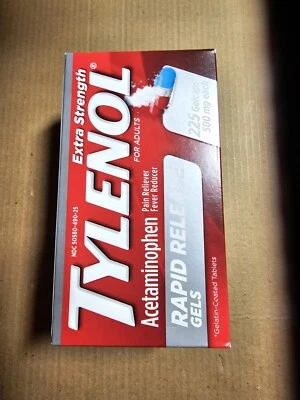 Extra Strength
TYLENOL®
FOR ADULTS
NDC 50580-490-25
Acetaminophen
Pain Reliever
Fever Reducer
RAPID RELEASE
GELS
*Gelatin-Coated Tablets
225 Gelcaps
500 mg each